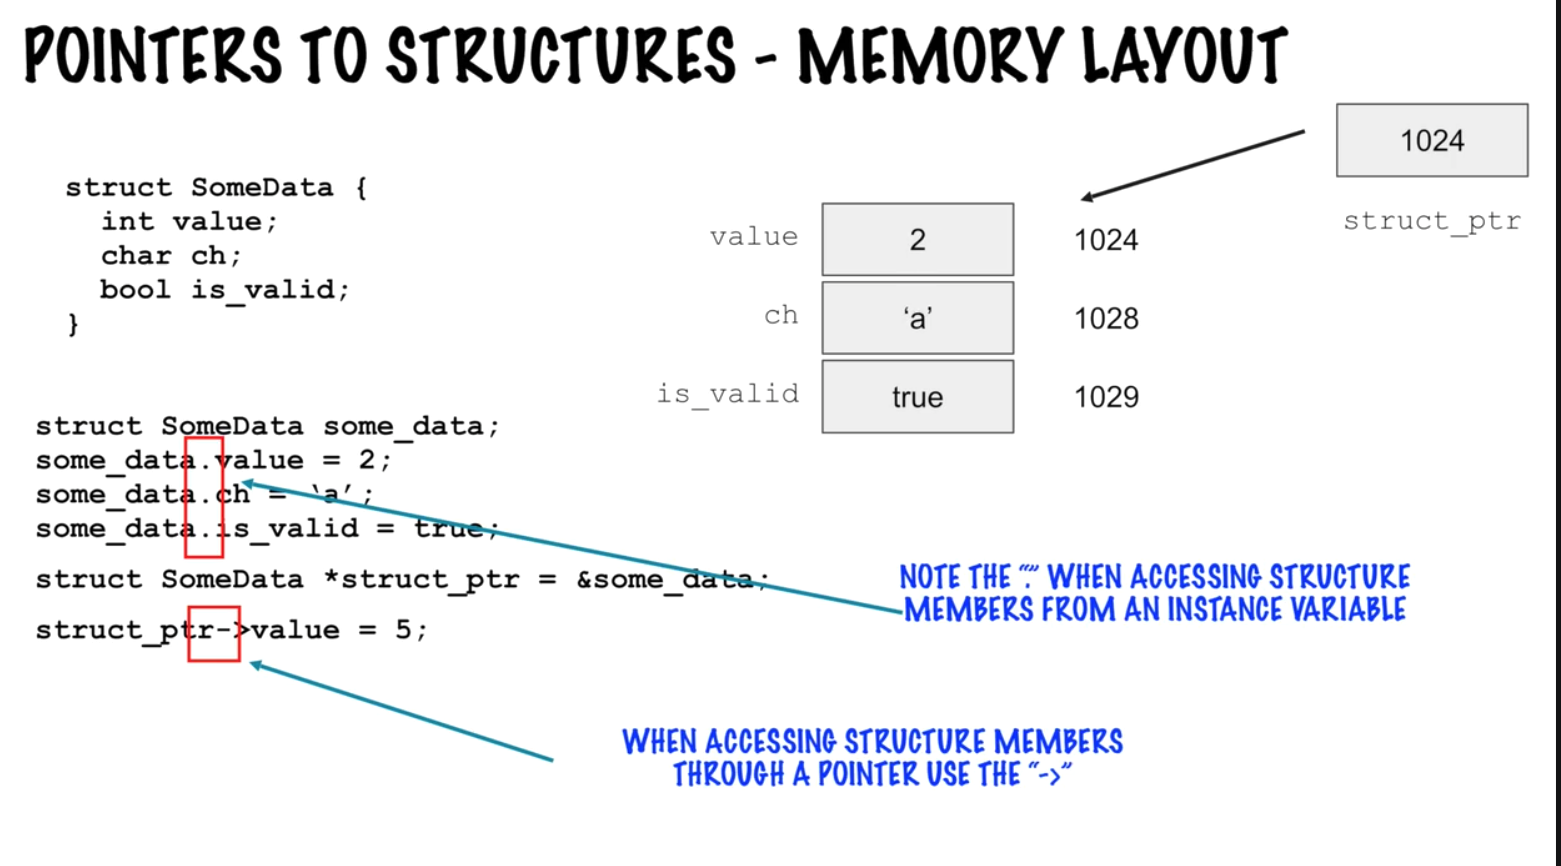 POINTERS TO STRUCTURES - MEMORY LAYOUT
1024
struct_ptr
struct SomeData {
int value;
char ch;
bool is_valid;
}
value 2 1024
ch ‘a’ 1028
is_valid true 1029
struct SomeData some_data;
some_data.value = 2;
some_data.ch = ‘a’;
some_data.is_valid = true;
struct SomeData *struct_ptr = &some_data;
struct_ptr->value = 5;
NOTE THE “.” WHEN ACCESSING STRUCTURE
MEMBERS FROM AN INSTANCE VARIABLE
WHEN ACCESSING STRUCTURE MEMBERS
THROUGH A POINTER USE THE “->”